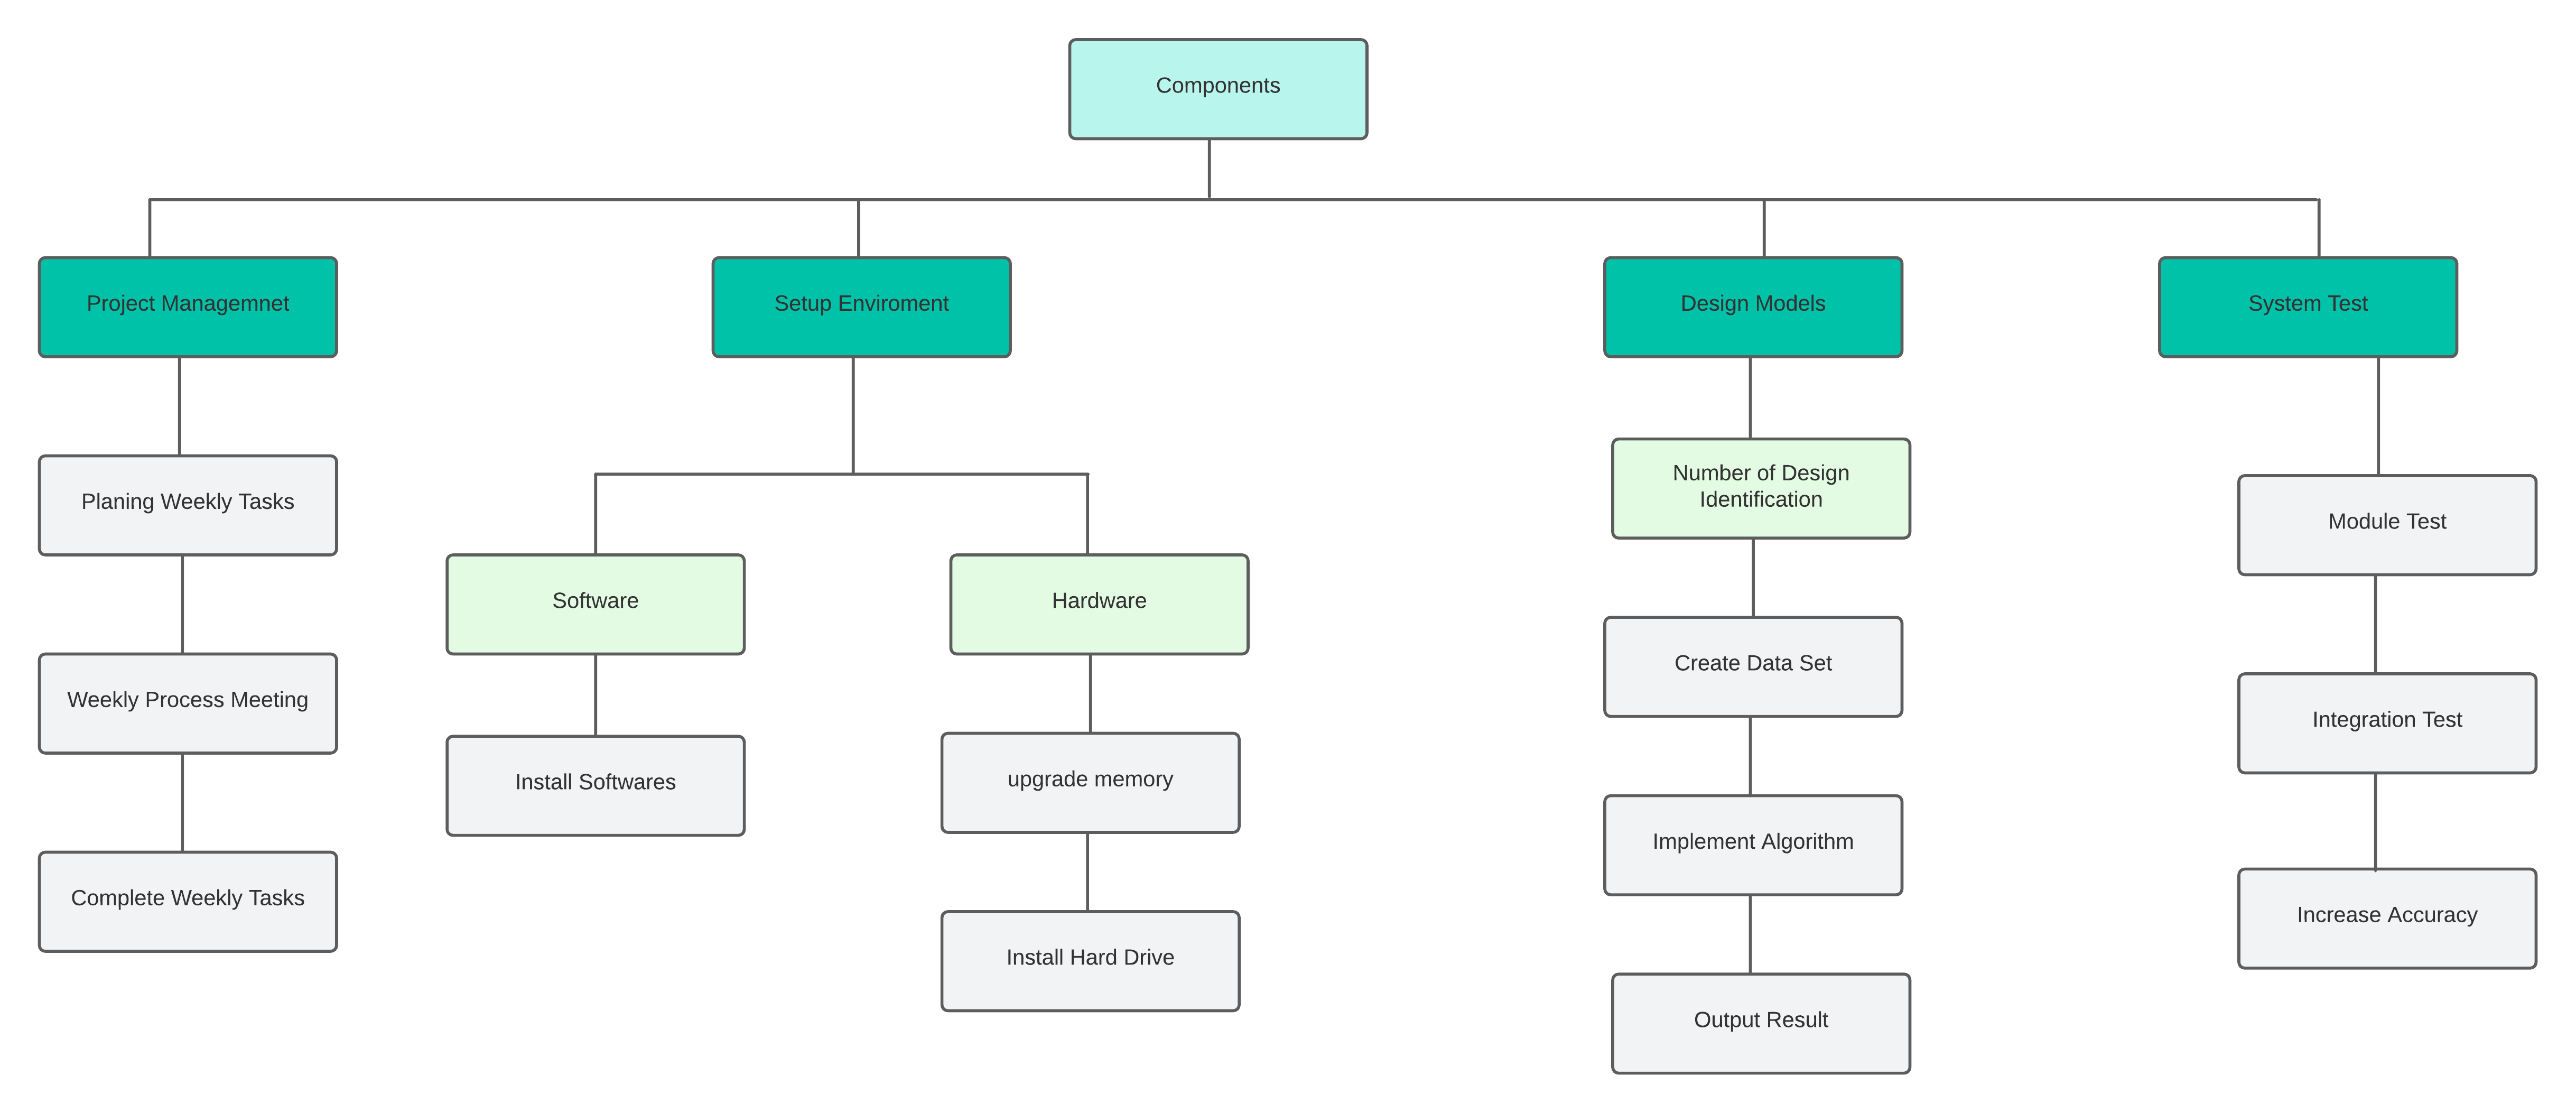 Components
Project Managemnet
Setup Enviroment
Design Models
System Test
Planing Weekly Tasks
Weekly Process Meeting
Complete Weekly Tasks
Software
Install Softwares
Hardware
upgrade memory
Install Hard Drive
Number of Design
Identification
Create Data Set
Implement Algorithm
Output Result
Module Test
Integration Test
Increase Accuracy